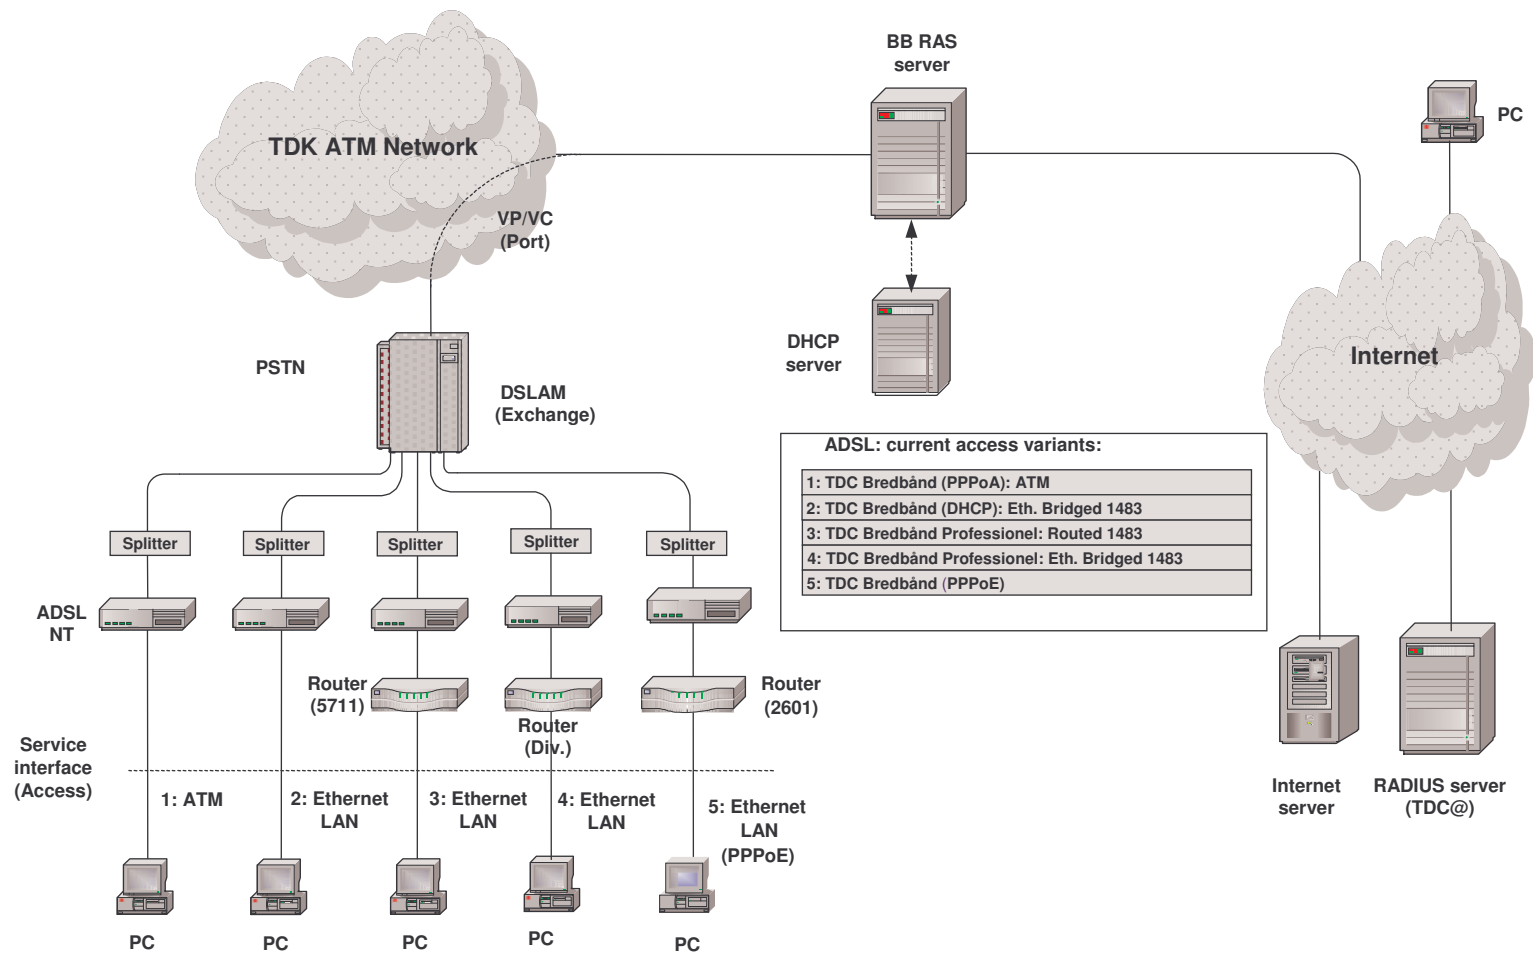 BB RAS
server
PC
TDK ATM Network
VP/VC
(Port)
DHCP
server
Internet
PSTN
DSLAM
(Exchange)
ADSL: current access variants:
1: TDC Bredbånd (PPPoA): ATM
2: TDC Bredbånd (DHCP): Eth. Bridged 1483
3: TDC Bredbånd Professionel: Routed 1483
4: TDC Bredbånd Professionel: Eth. Bridged 1483
5: TDC Bredbånd (PPPoE)
Splitter
Splitter
Splitter
Splitter
Splitter
ADSL
NT
Router
(5711)
Router
(Div.)
Router
(2601)
Service
interface
(Access)
1: ATM
2: Ethernet
LAN
3: Ethernet
LAN
4: Ethernet
LAN
5: Ethernet
LAN
(PPPoE)
Internet
server
RADIUS server
(TDC@)
PC
PC
PC
PC
PC